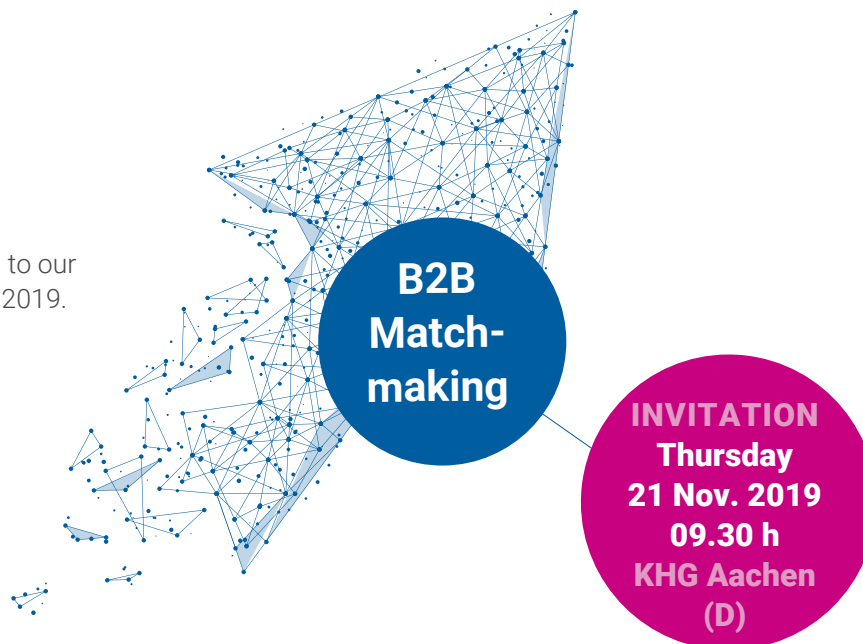 to our
2019.
B2B
Match-
making
INVITATION
Thursday
21 Nov. 2019
09.30 h
KHG Aachen
(D)